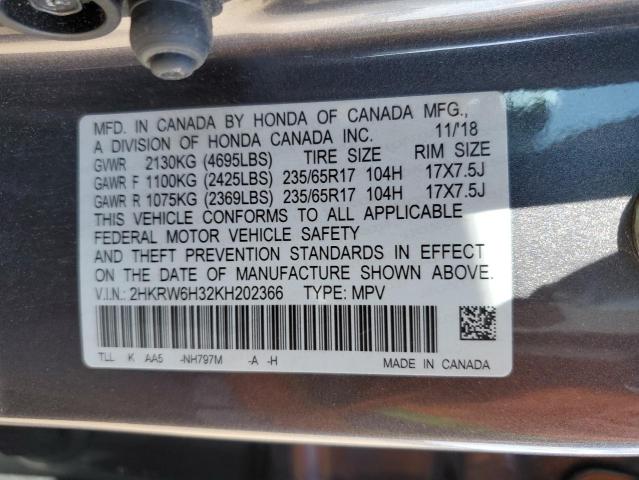 MFD. IN CANADA BY HONDA OF CANADA MFG.,
A DIVISION OF HONDA CANADA INC. 11/'18
GVWR 2130KG (4695LBS) TIRE SIZE RIM SIZE
GAWR F 1100KG (2425LBS) 235/65R17 104H 17X7.5J
GAWR R 1075KG (2369LBS) 235/65R17 104H 17X7.5J
THIS VEHICLE CONFORMS TO ALL APPLICABLE
FEDERAL MOTOR VEHICLE SAFETY
AND THEFT PREVENTION STANDARDS IN EFFECT
ON THE DATE OF MANUFACTURE SHOWN ABOVE.
V.I.N.: 2HKRW6H32KH202366 TYPE: MPV
TLL K AA5 -NH797M -A -H MADE IN CANADA